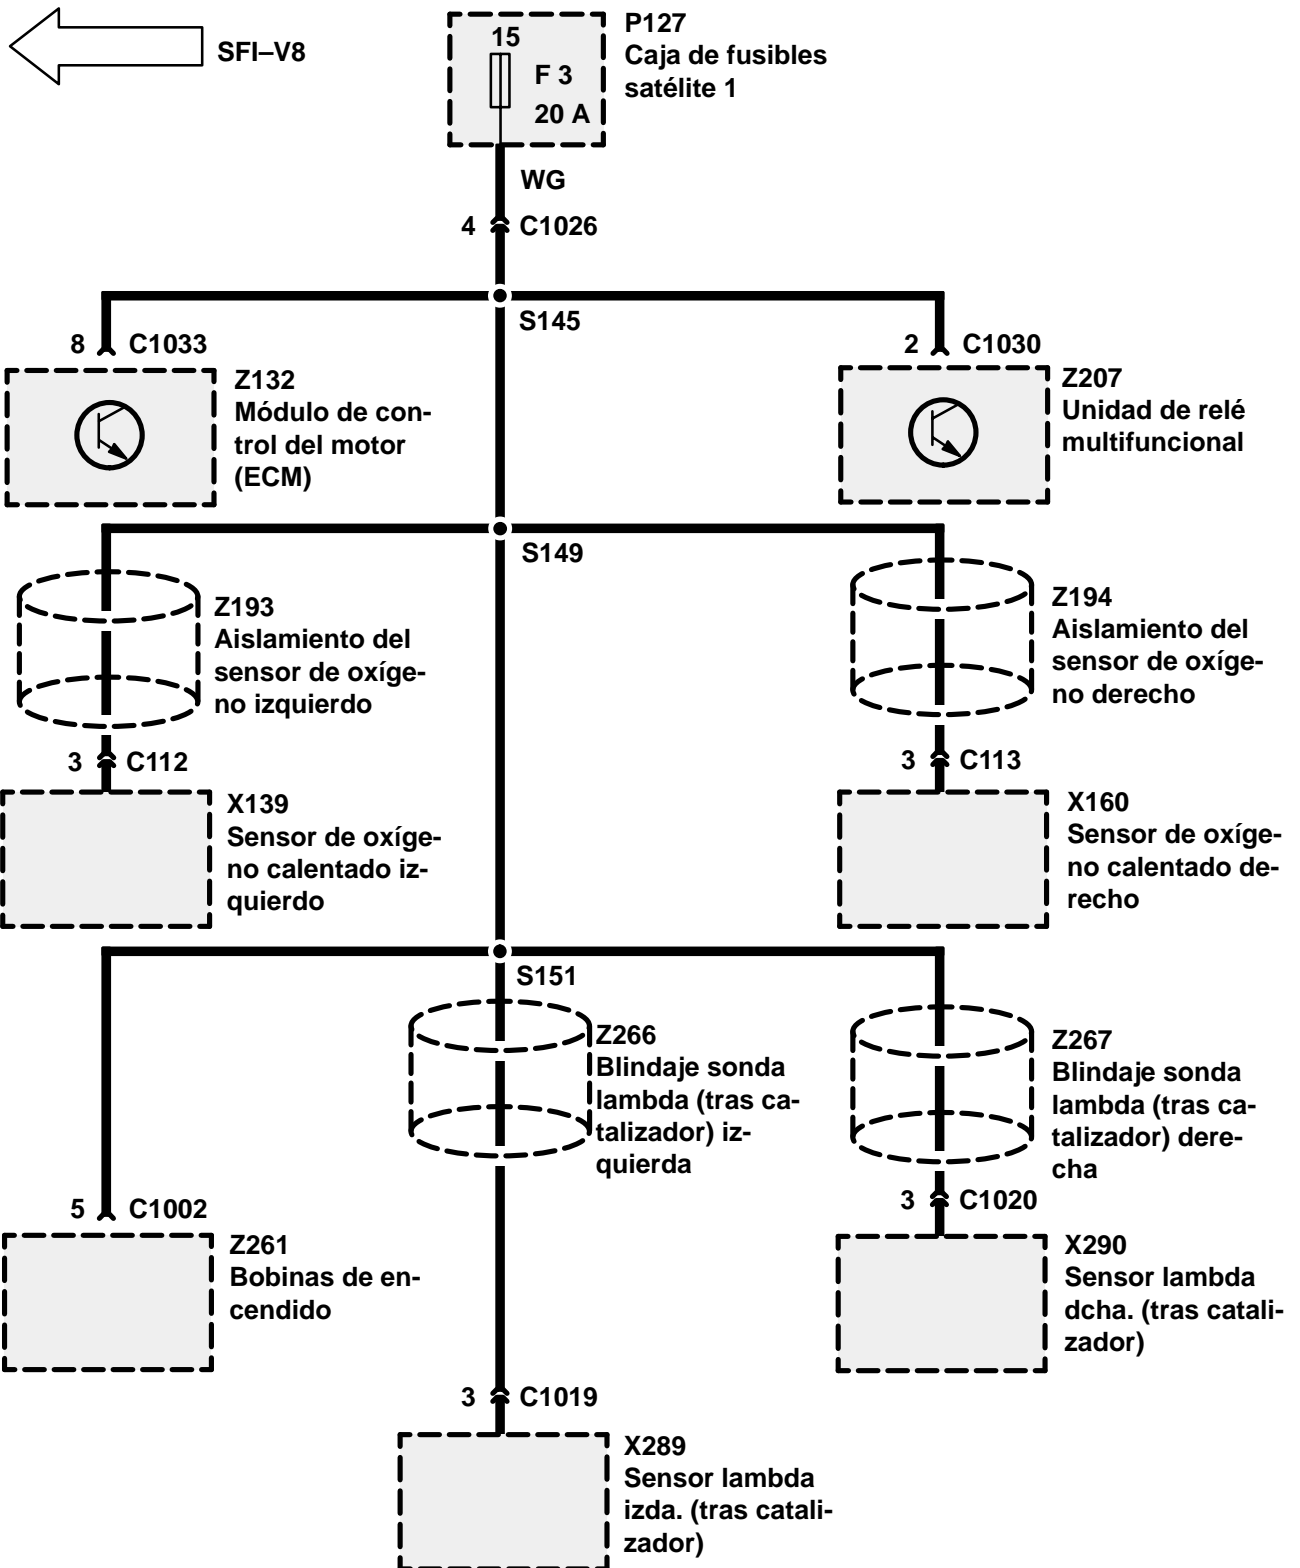 SFI–V8
15
F 3
20 A
P127
Caja de fusibles
satélite 1
WG
4
C1026
S145
8
C1033
Z132
Módulo de con-
trol del motor
(ECM)
2
C1030
Z207
Unidad de relé
multifuncional
S149
Z193
Aislamiento del
sensor de oxíge-
no izquierdo
Z194
Aislamiento del
sensor de oxíge-
no derecho
3
C112
X139
Sensor de oxíge-
no calentado iz-
quierdo
3
C113
X160
Sensor de oxíge-
no calentado de-
recho
S151
Z266
Blindaje sonda
lambda (tras ca-
talizador) iz-
quierda
Z267
Blindaje sonda
lambda (tras ca-
talizador) dere-
cha
5
C1002
Z261
Bobinas de en-
cendido
3
C1020
X290
Sensor lambda
dcha. (tras catali-
zador)
3
C1019
X289
Sensor lambda
izda. (tras catali-
zador)